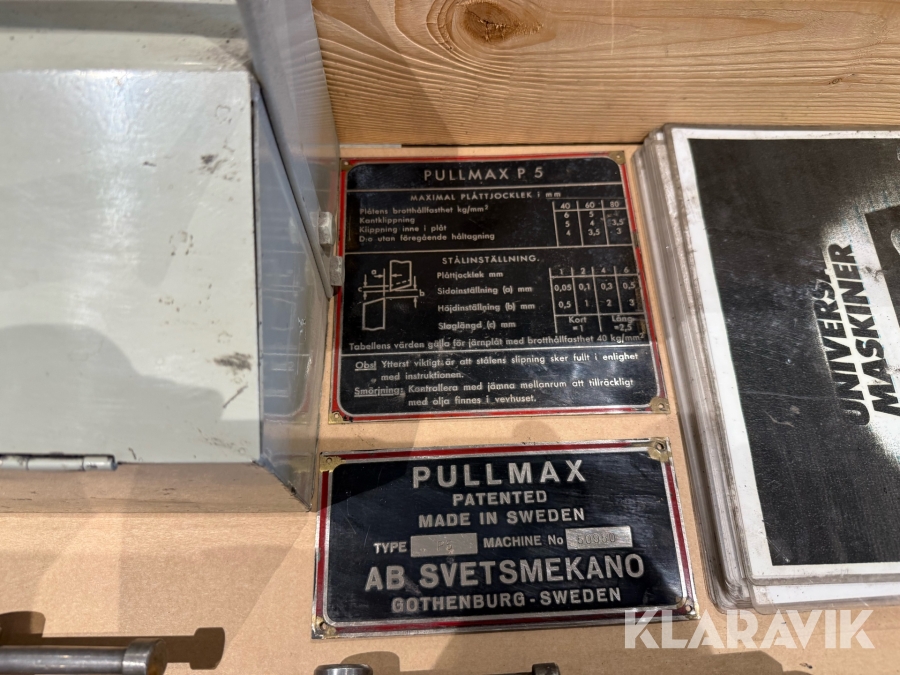 PULLMAX P 5
MAXIMAL PLÅTTJOCKLEK i mm
Plåtens brotthållfasthet kg/mm² 40 60 80
Kantklippning 6 5
Klippning inne i plåt 5 4 3,5
D:o utan föregående håltagning 4 3,5 3
STÅLINSTÄLLNING.
Plåttjocklek mm 1 2 4 6
Sidoinställning (a) mm 0,05 0,1 0,3 0,5
Höjdinställning (b) mm 0,5 1 2 3
Slaglängd (c) mm Kort =1 Lång =2,5
Tabellens värden gälla för järnplåt med brotthållfasthet 40 kg/mm²
Obs! Ytterst viktigt är att stålens slipning sker fullt i enlighet
med instruktionen.
Smörjning: Kontrollera med jämna mellanrum att tillräckligt
med olja finnes i vevhuset.
PULLMAX
PATENTED
MADE IN SWEDEN
TYPE P5 MACHINE No
AB SVETSMEKANO
GOTHENBURG - SWEDEN
MASKINER
KLARAVIK